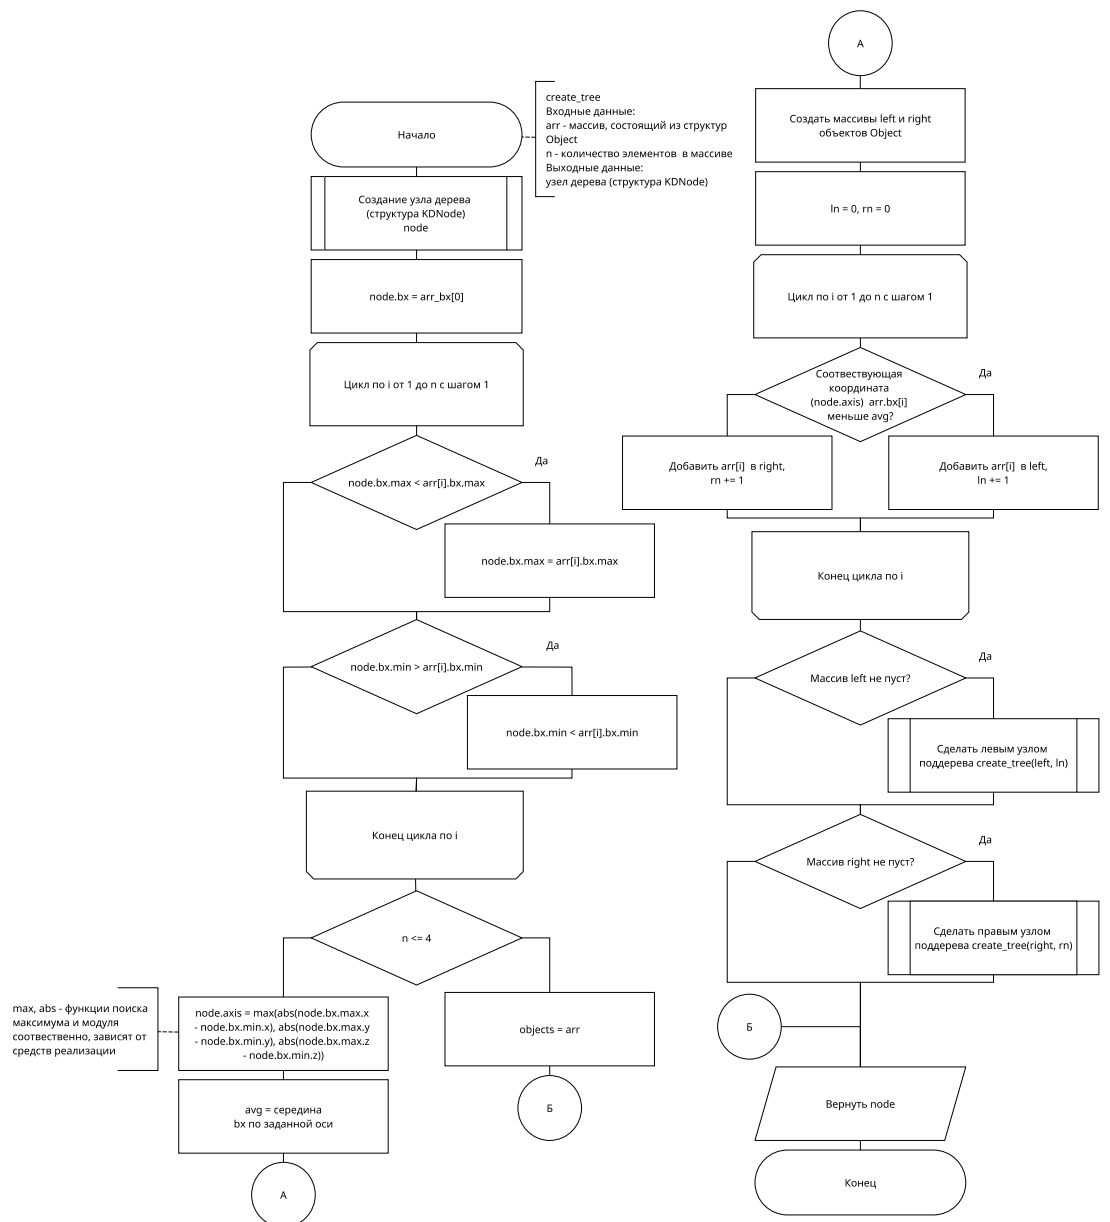 Начало
create_tree
Входные данные:
arr - массив, состоящий из структур
Object
n - количество элементов в массиве
Выходные данные:
узел дерева (структура KDNode)
Создание узла дерева
(структура KDNode)
node
node.bx = arr_bx[0]
Цикл по i от 1 до n с шагом 1
node.bx.max < arr[i].bx.max
Да
node.bx.max = arr[i].bx.max
node.bx.min > arr[i].bx.min
Да
node.bx.min < arr[i].bx.min
Конец цикла по i
n <= 4
max, abs - функции поиска
максимума и модуля
соотвественно, зависят от
средств реализации
node.axis = max(abs(node.bx.max.x
- node.bx.min.x), abs(node.bx.max.y
- node.bx.min.y), abs(node.bx.max.z
- node.bx.min.z))
objects = arr
Б
avg = середина
bx по заданной оси
А
А
Создать массивы left и right
объектов Object
ln = 0, rn = 0
Цикл по i от 1 до n с шагом 1
Соотвествующая
координата
(node.axis) arr.bx[i]
меньше avg?
Да
Добавить arr[i] в right,
rn += 1
Добавить arr[i] в left,
ln += 1
Конец цикла по i
Массив left не пуст?
Да
Сделать левым узлом
поддерева create_tree(left, ln)
Массив right не пуст?
Да
Сделать правым узлом
поддерева create_tree(right, rn)
Б
Вернуть node
Конец